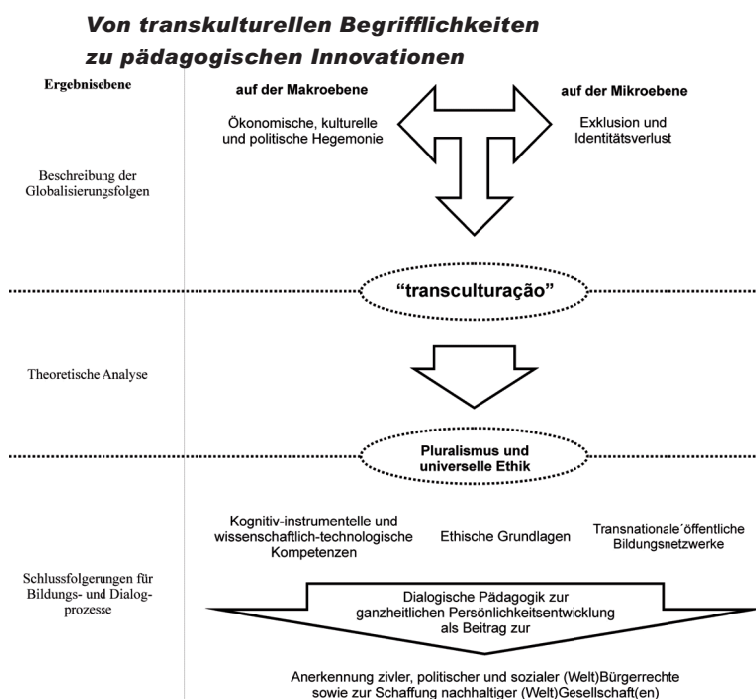 Von transkulturellen Begrifflichkeiten
zu pädagogischen Innovationen
Ergebnisebene
auf der Makroebene
auf der Mikroebene
Ökonomische, kulturelle
und politische Hegemonie
Exklusion und
Identitätsverlust
Beschreibung der
Globalisierungsfolgen
“transculturação”
Theoretische Analyse
Pluralismus und
universelle Ethik
Kognitiv-instrumentelle und
wissenschaftlich-technologische
Kompetenzen
Ethische Grundlagen
Transnationale öffentliche
Bildungsnetzwerke
Schlussfolgerungen für
Bildungs- und Dialog-
prozesse
Dialogische Pädagogik zur
ganzheitlichen Persönlichkeitsentwicklung
als Beitrag zur
Anerkennung zivler, politischer und sozialer (Welt)Bürgerrechte
sowie zur Schaffung nachhaltiger (Welt)Gesellschaft(en)